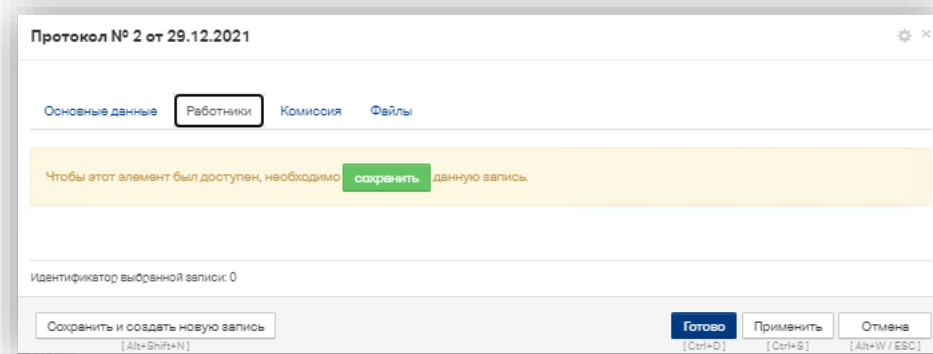 Протокол № 2 от 29.12.2021
Основные данные Работники Комиссия Файлы
Чтобы этот элемент был доступен, необходимо сохранить данную запись.
Идентификатор выбранной записи: 0
Сохранить и создать новую запись Готово Применить Отмена
[Alt+Shift+N] [Ctrl+D] [Ctrl+S] [Alt+W / ESC]